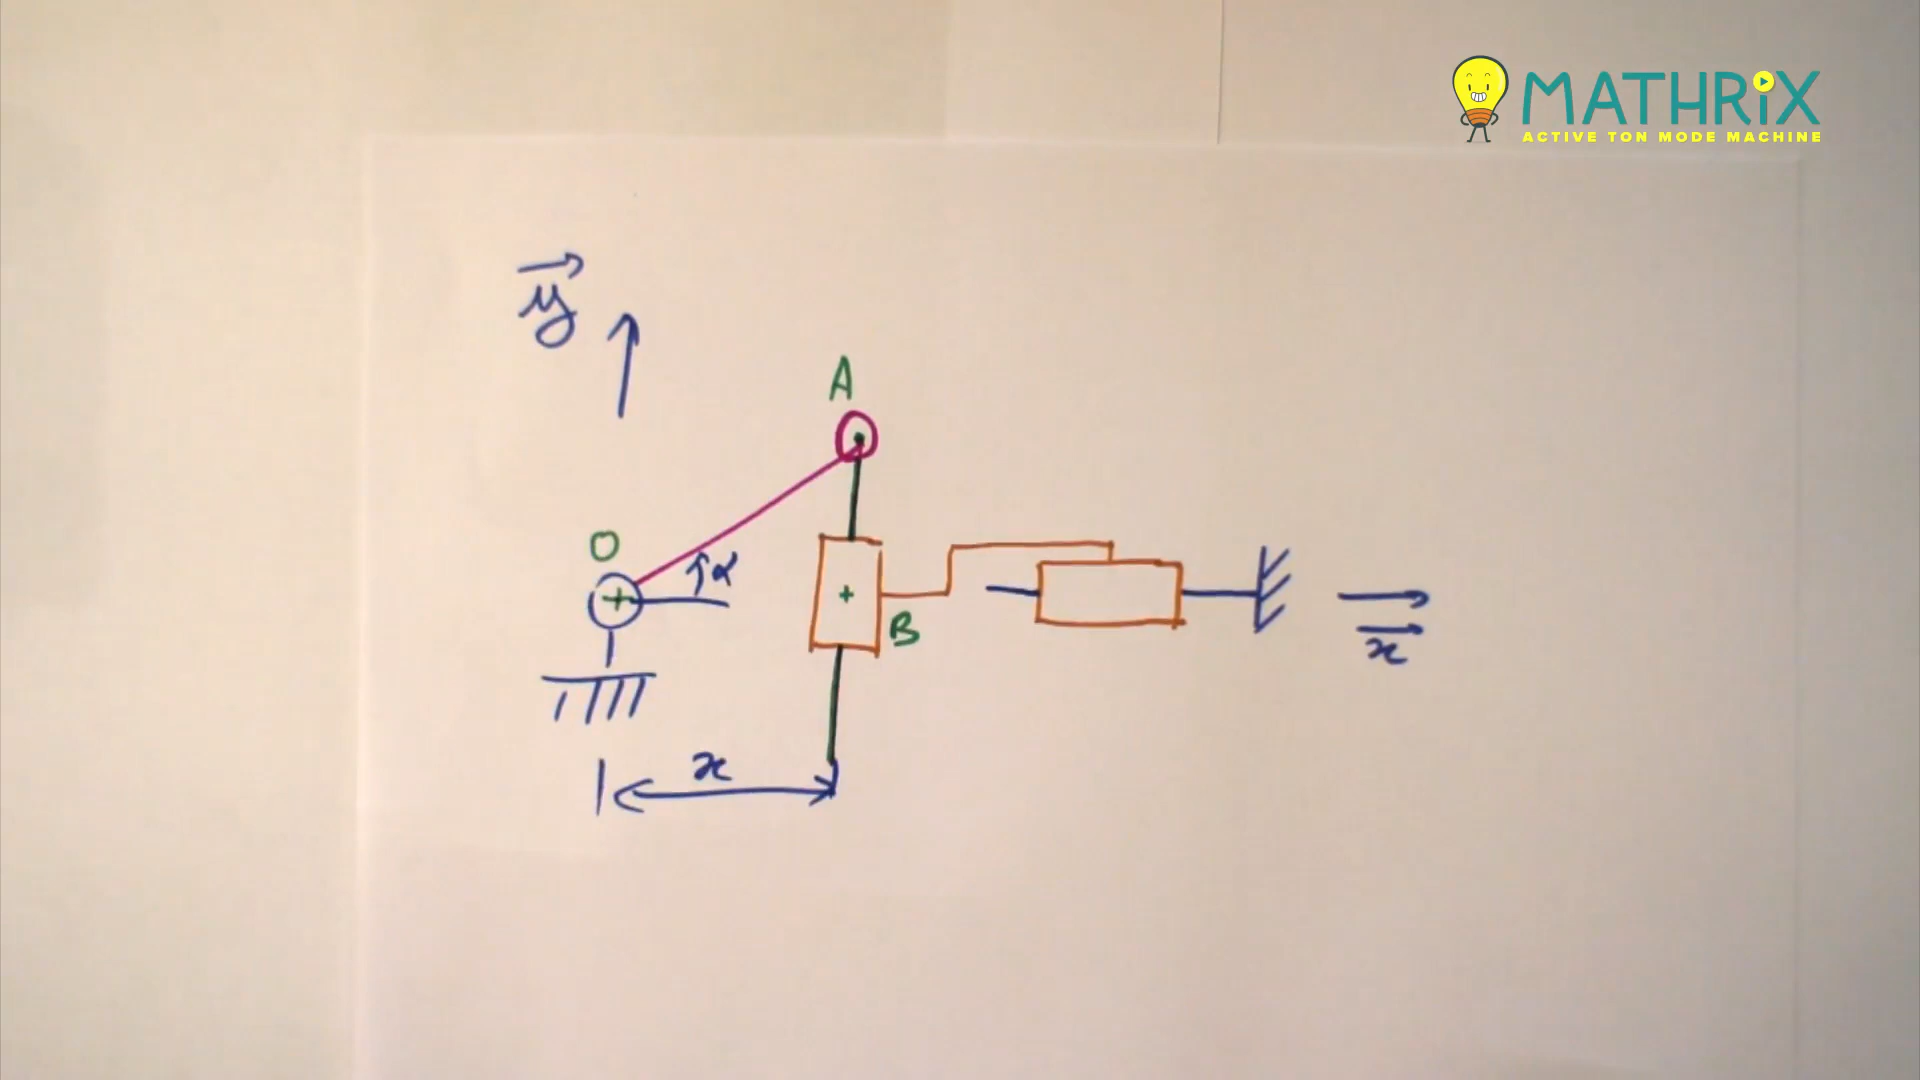 MATHRiX
ACTIVE TON MODE MACHINE
y
A
O
α
B
x
x